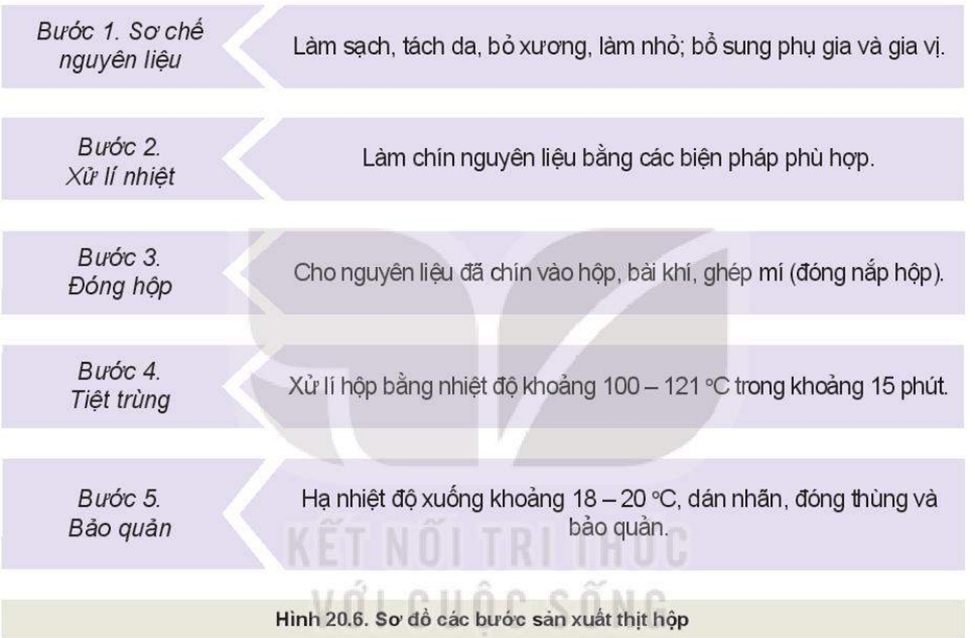 Bước 1. Sơ chế
nguyên liệu
Làm sạch, tách da, bỏ xương, làm nhỏ; bổ sung phụ gia và gia vị.
Bước 2.
Xử lí nhiệt
Làm chín nguyên liệu bằng các biện pháp phù hợp.
Bước 3.
Đóng hộp
Cho nguyên liệu đã chín vào hộp, bài khí, ghép mí (đóng nắp hộp).
Bước 4.
Tiệt trùng
Xử lí hộp bằng nhiệt độ khoảng 100 – 121 °C trong khoảng 15 phút.
Bước 5.
Bảo quản
Hạ nhiệt độ xuống khoảng 18 – 20 °C, dán nhãn, đóng thùng và
bảo quản.
KẾT NỐI TRI THỨC
VỚI CUỘC SỐNG
Hình 20.6. Sơ đồ các bước sản xuất thịt hộp